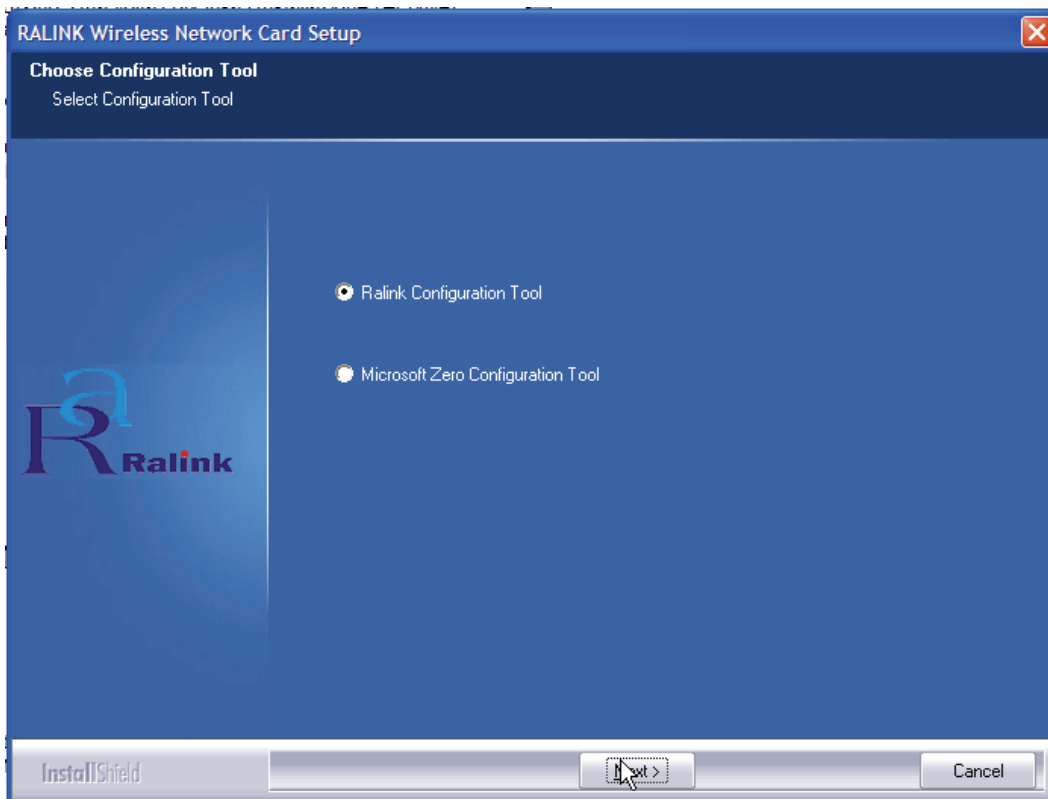 RALINK Wireless Network Card Setup
Choose Configuration Tool
Select Configuration Tool
Ralink Configuration Tool
Microsoft Zero Configuration Tool
Ralink
InstallShield
Next >
Cancel